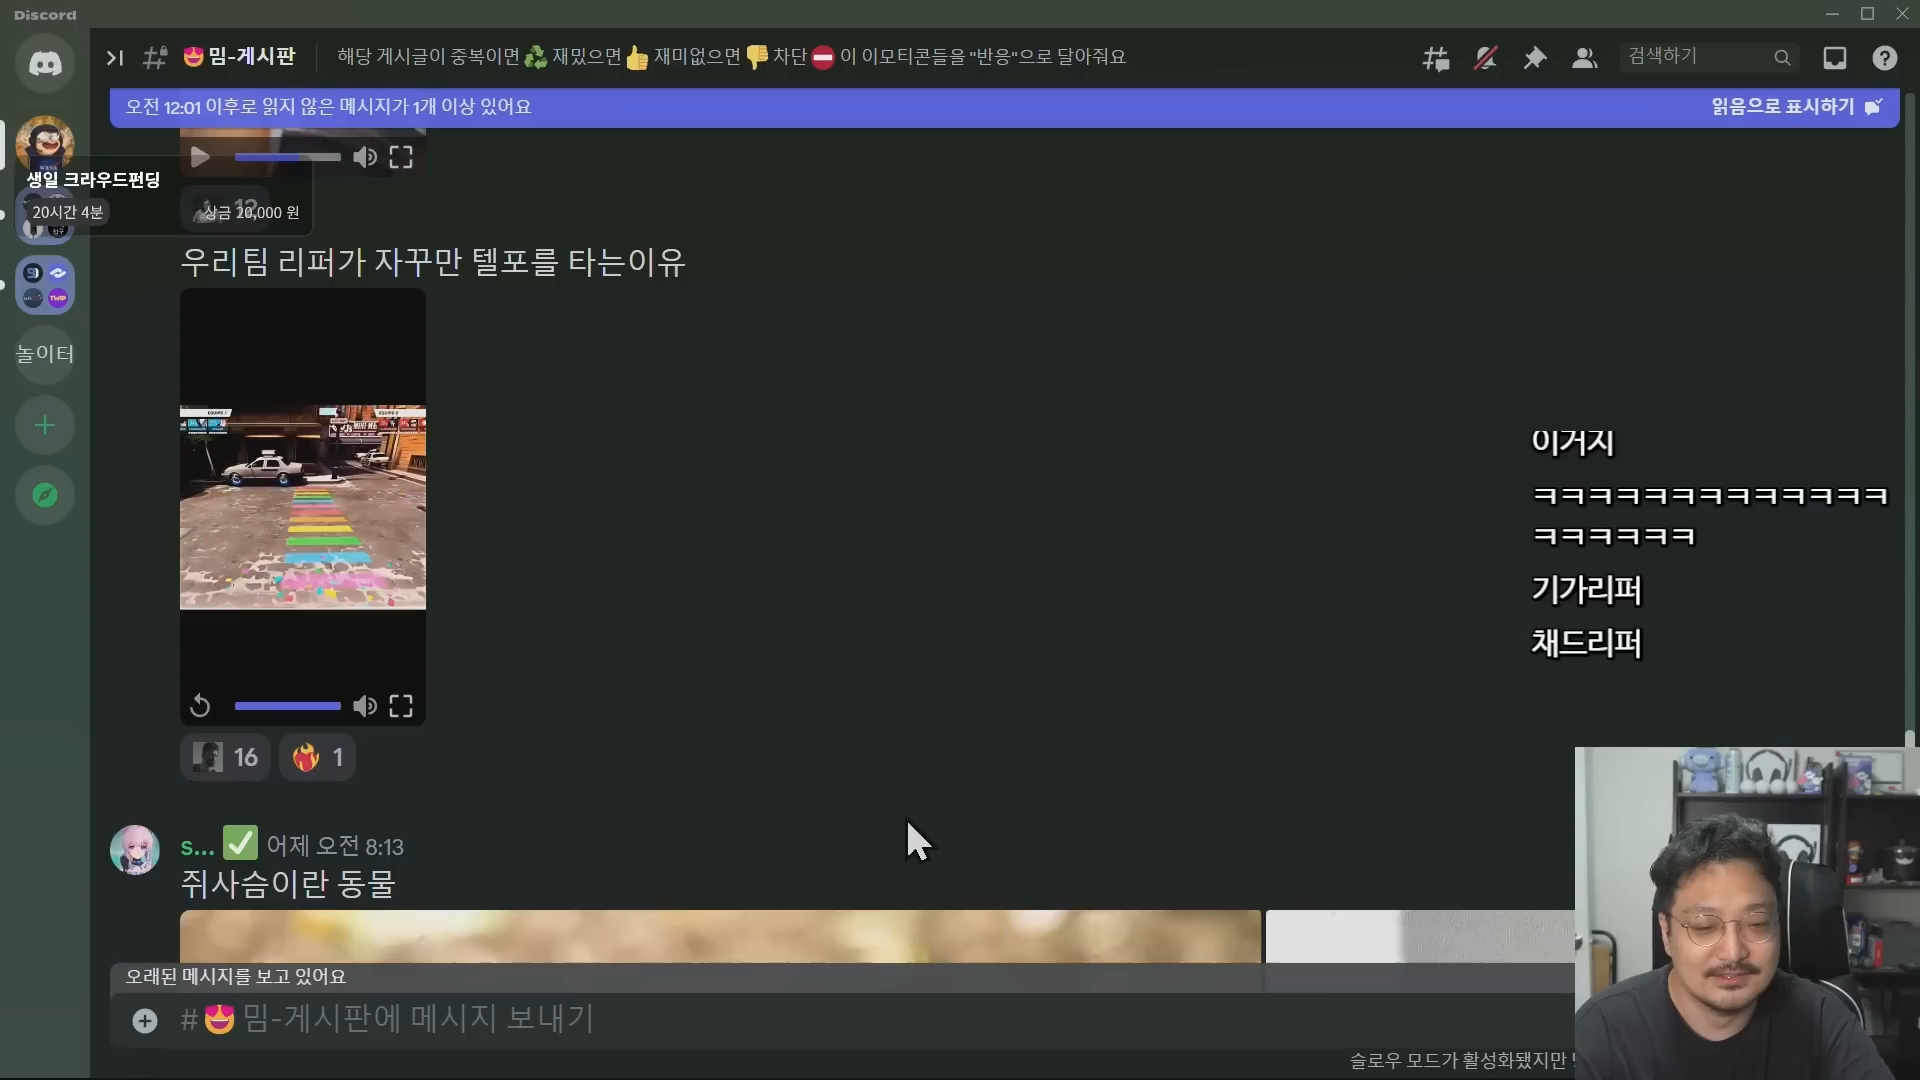 Discord
밈-게시판
해당 게시글이 중복이면 재밌으면 재미없으면 차단 이 이모티콘들을 "반응"으로 달아줘요
검색하기
오전 12:01 이후로 읽지 않은 메시지가 1개 이상 있어요
읽음으로 표시하기
생일 크라우드펀딩
20시간 4분
상금 20,000 원
12
우리팀 리퍼가 자꾸만 텔포를 타는이유
놀이터
TWIP
이거지
ㅋㅋㅋㅋㅋㅋㅋㅋㅋㅋㅋㅋㅋ
ㅋㅋㅋㅋㅋㅋ
기가리퍼
채드리퍼
16
1
s... 어제 오전 8:13
쥐사슴이란 동물
오래된 메시지를 보고 있어요
# 밈-게시판에 메시지 보내기
슬로우 모드가 활성화됐지만